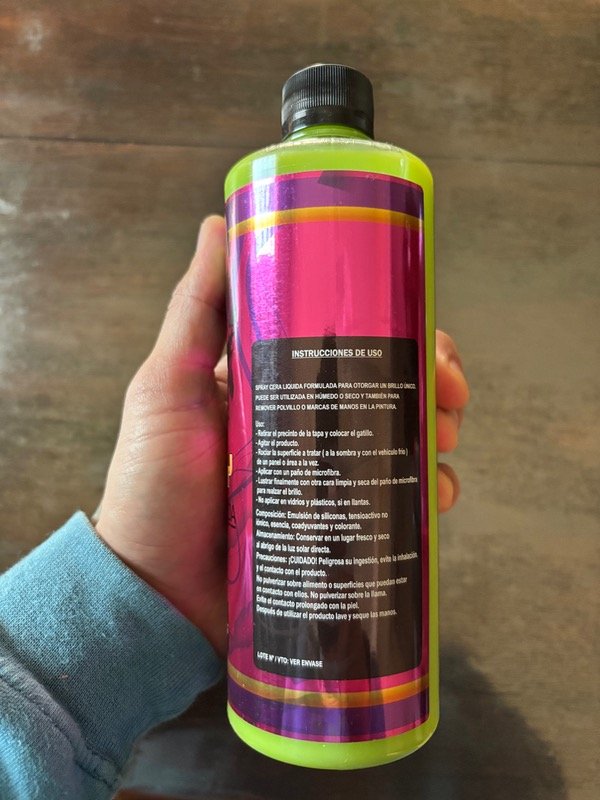 INSTRUCCIONES DE USO
SPRAY CERA LIQUIDA FORMULADA PARA OTORGAR UN BRILLO ÚNICO.
PUEDE SER UTILIZADA EN HÚMEDO O SECO Y TAMBIÉN PARA
REMOVER POLVILLO O MARCAS DE MANOS EN LA PINTURA.
Uso:
- Retirar el precinto de la tapa y colocar el gatillo.
- Agitar el producto.
- Rociar la superficie a tratar ( a la sombra y con el vehículo frio )
de un panel o área a la vez.
- Aplicar con un paño de microfibra.
- Lustrar finalmente con otra cara limpia y seca del paño de microfibra
para realzar el brillo.
- No aplicar en vidrios y plásticos, si en llantas.
Composición: Emulsión de siliconas, tensioactivo no
iónico, esencia, coadyuvantes y colorante.
Almacenamiento: Conservar en un lugar fresco y seco
al abrigo de la luz solar directa.
Precauciones: ¡CUIDADO! Peligrosa su ingestión, evite la inhalación,
y el contacto con el producto.
No pulverizar sobre alimento o superficies que puedan estar
en contacto con ellos. No pulverizar sobre la llama.
Evite el contacto prolongado con la piel.
Después de utilizar el producto lave y seque las manos.
LOTE Nº / VTO: VER ENVASE